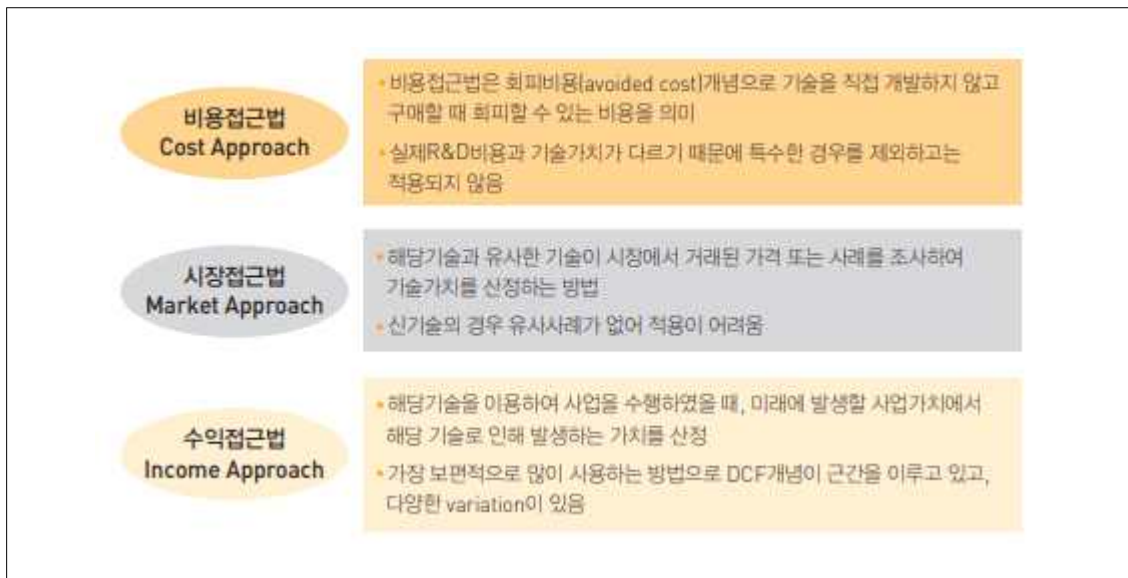 비용접근법
Cost Approach
• 비용접근법은 회피비용(avoided cost)개념으로 기술을 직접 개발하지 않고
구매할 때 회피할 수 있는 비용을 의미
• 실제R&D비용과 기술가치가 다르기 때문에 특수한 경우를 제외하고는
적용되지 않음
시장접근법
Market Approach
• 해당기술과 유사한 기술이 시장에서 거래된 가격 또는 사례를 조사하여
기술가치를 산정하는 방법
• 신기술의 경우 유사사례가 없어 적용이 어려움
수익접근법
Income Approach
• 해당기술을 이용하여 사업을 수행하였을 때, 미래에 발생할 사업가치에서
해당 기술로 인해 발생하는 가치를 산정
• 가장 보편적으로 많이 사용하는 방법으로 DCF개념이 근간을 이루고 있고,
다양한 variation이 있음